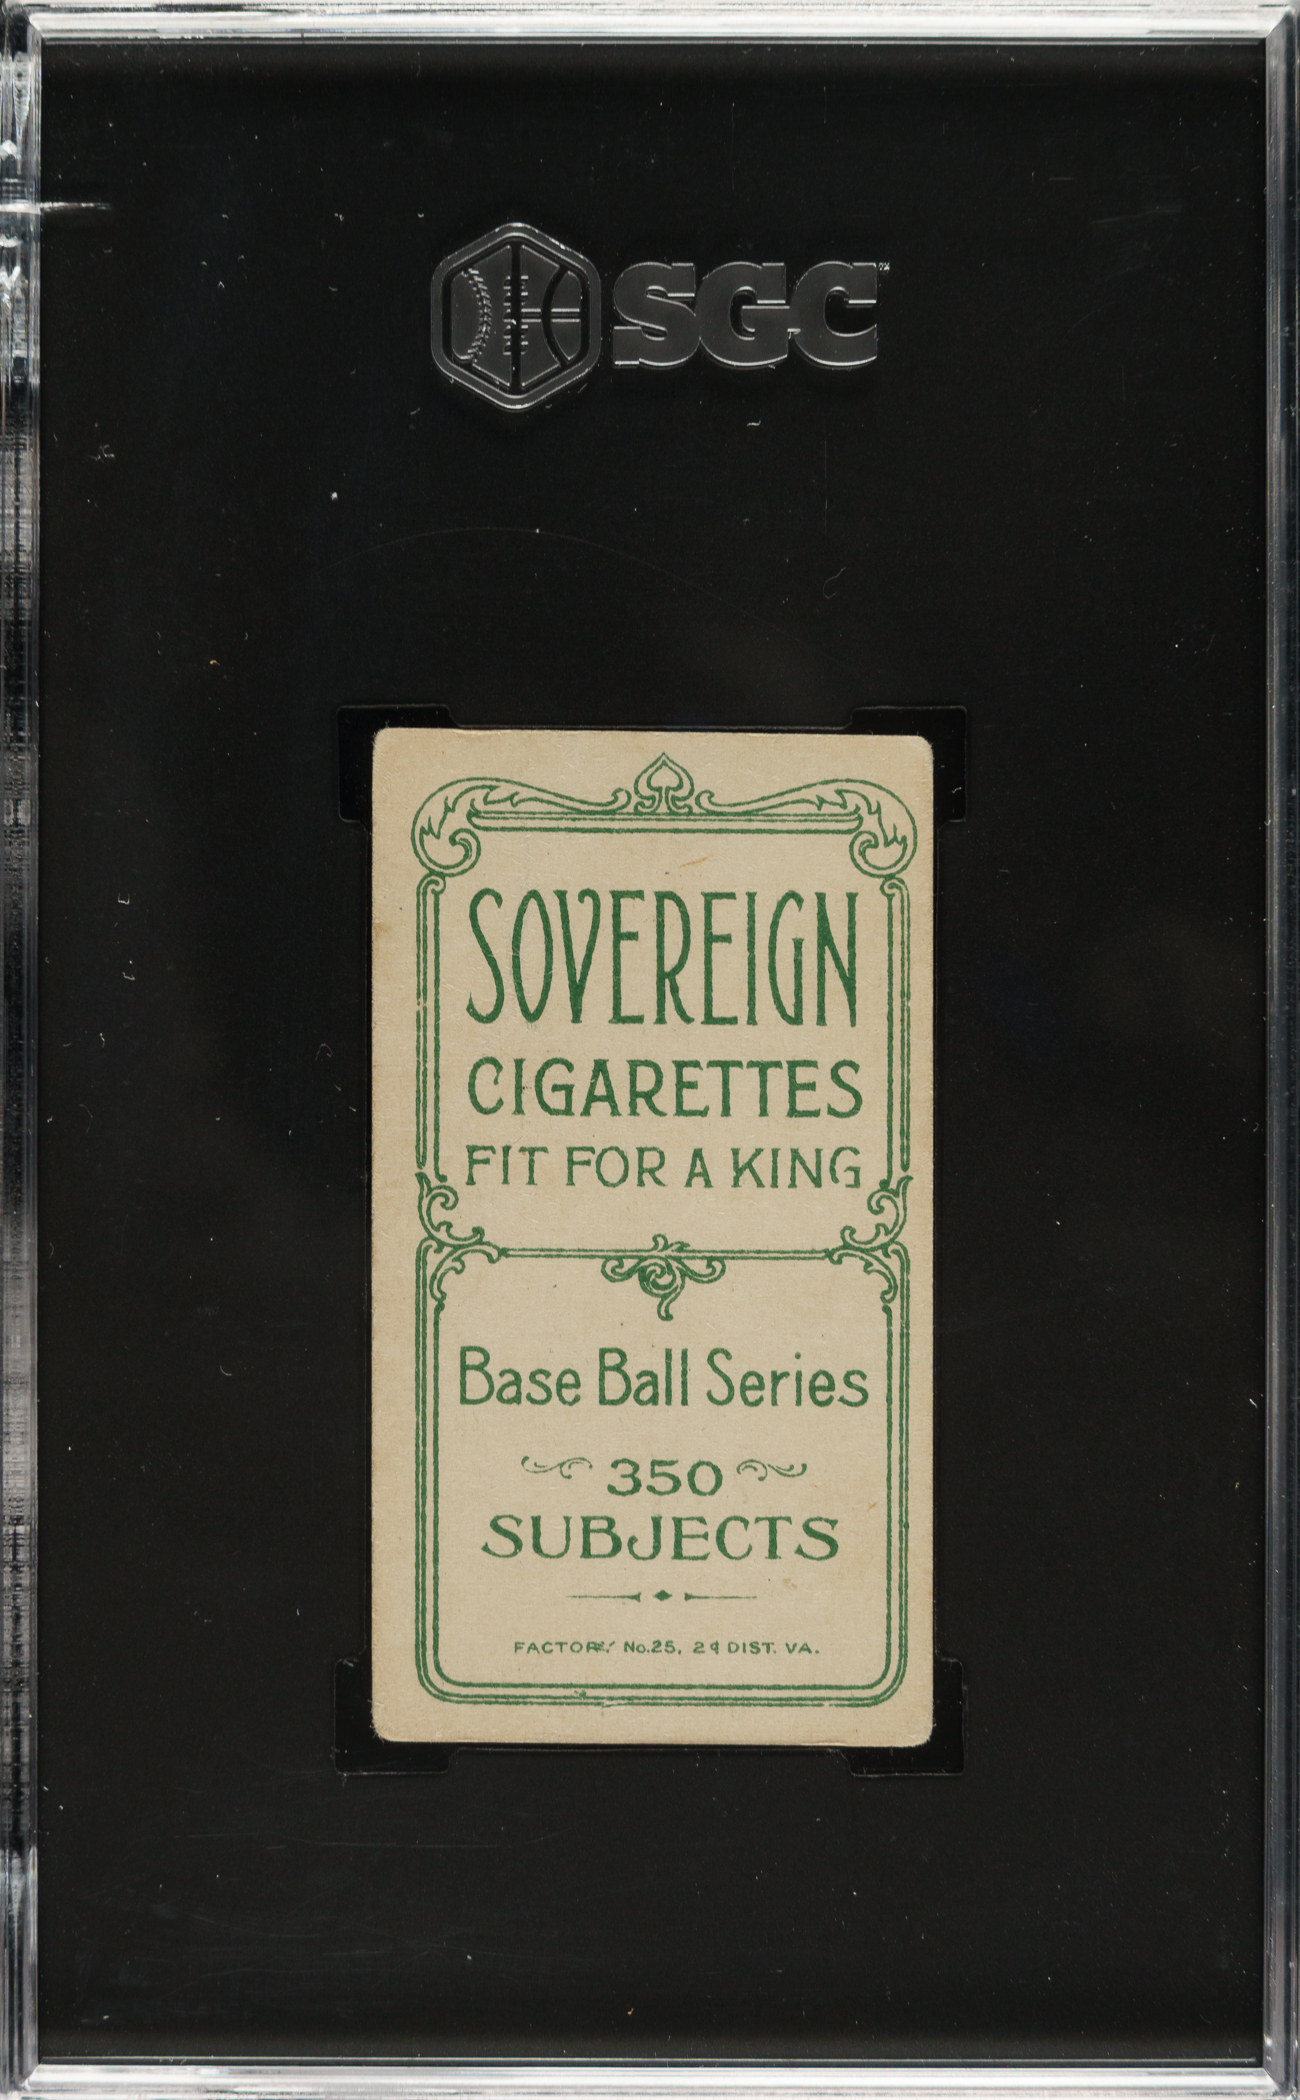 SGC
SOVEREIGN
CIGARETTES
FIT FOR A KING
Base Ball Series
350
SUBJECTS
FACTORY No.25, 2d DIST. VA.